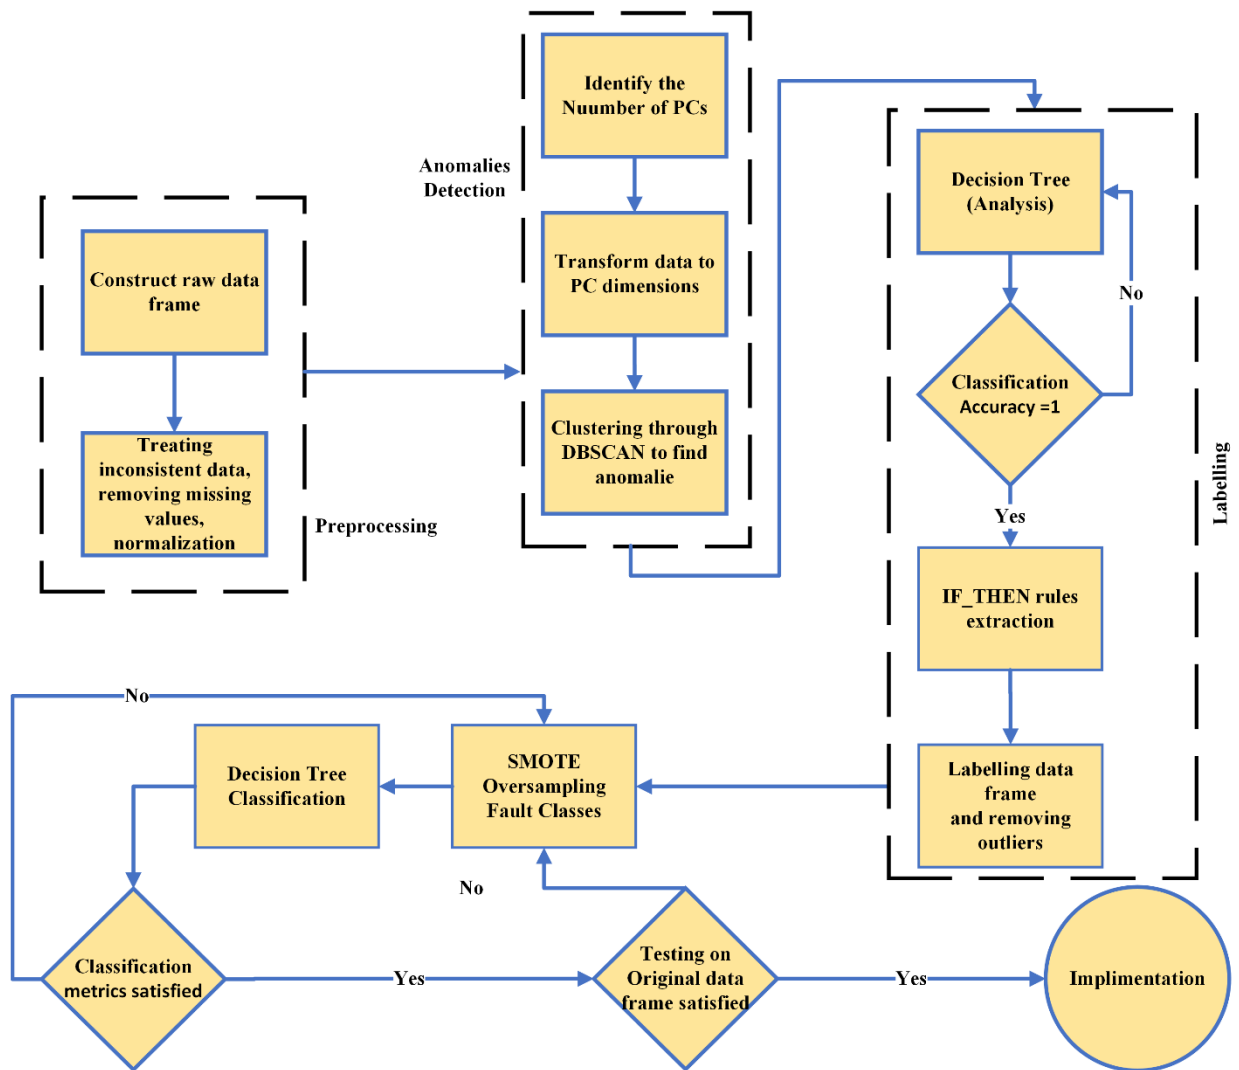 Construct raw data
frame
Treating
inconsistent data,
removing missing
values,
normalization
Preprocessing
Anomalies
Detection
Identify the
Nuumber of PCs
Transform data to
PC dimensions
Clustering through
DBSCAN to find
anomalie
Decision Tree
(Analysis)
No
Classification
Accuracy =1
Yes
IF_THEN rules
extraction
Labelling data
frame
and removing
outliers
Labelling
No
SMOTE
Oversampling
Fault Classes
Decision Tree
Classification
Classification
metrics satisfied
Yes
No
Testing on
Original data
frame satisfied
Yes
Implimentation